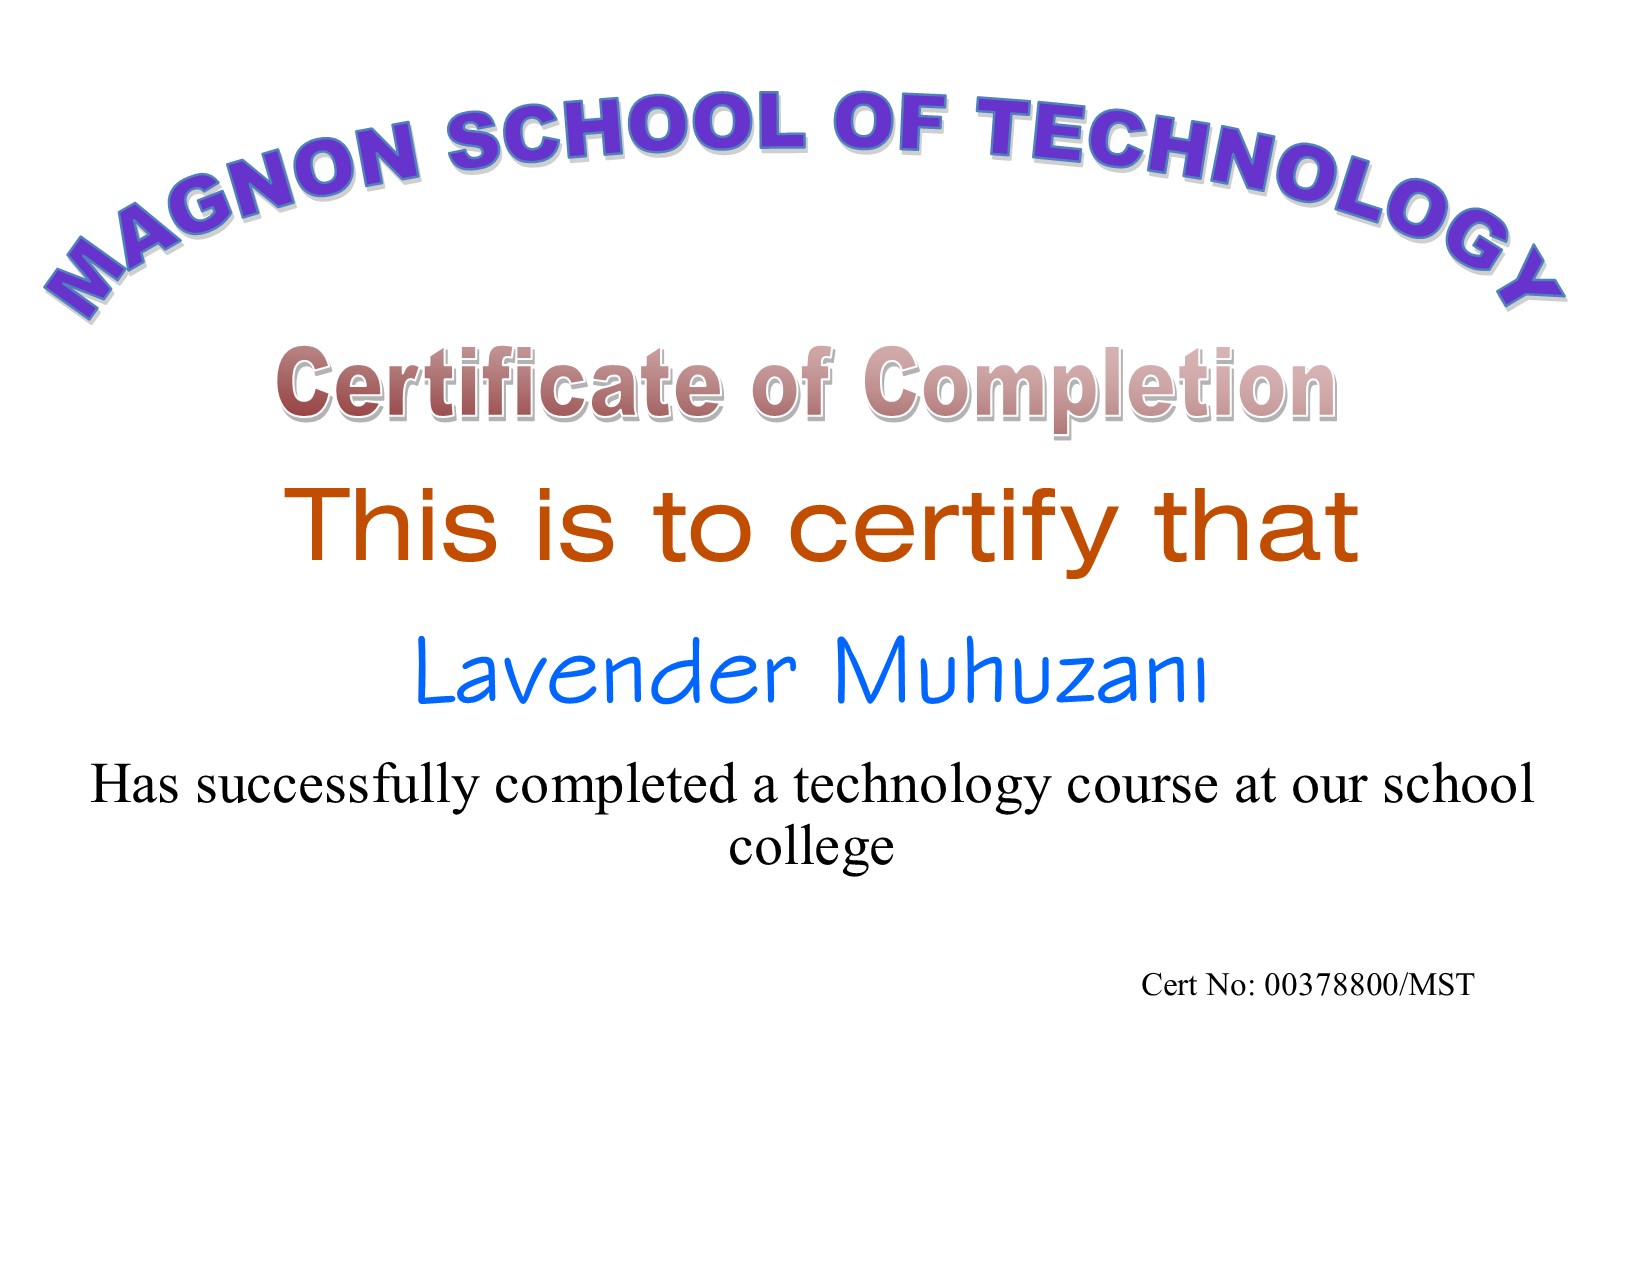 MAGNON SCHOOL OF TECHNOLOGY
Certificate of Completion
This is to certify that
Lavender Muhuzani
Has successfully completed a technology course at our school
college
Cert No: 00378800/MST